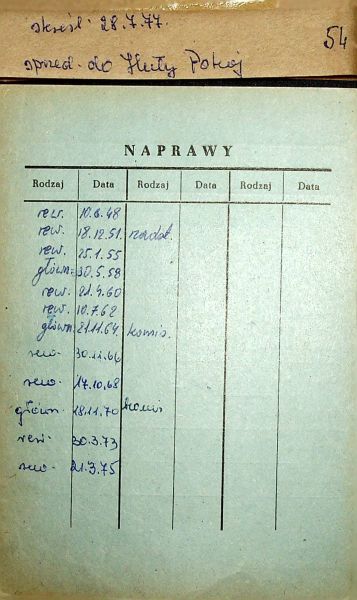 skreśl. 28.7.77.
54
sprzed. do Huty Pokój
NAPRAWY
Rodzaj Data Rodzaj Data Rodzaj Data
rew. 10.6.48
rew. 18.12.51
rew. 25.1.55
główn. 30.5.58
rew. 21.4.60
rew. 10.7.62
główn. 21.11.64 komis.
rew. 30.11.66
rew. 17.10.68
główn. 18.11.70 komis
rew. 30.3.73
rew. 21.3.75